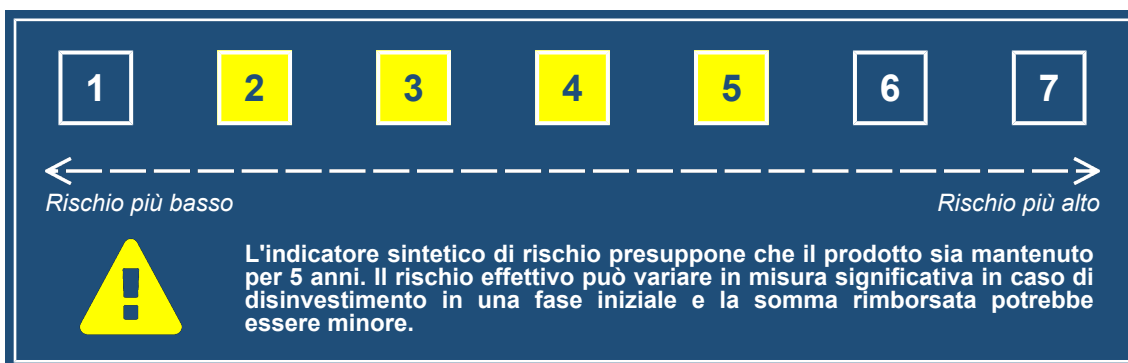 1 2 3 4 5 6 7
Rischio più basso Rischio più alto
L'indicatore sintetico di rischio presuppone che il prodotto sia mantenuto
per 5 anni. Il rischio effettivo può variare in misura significativa in caso di
disinvestimento in una fase iniziale e la somma rimborsata potrebbe
essere minore.